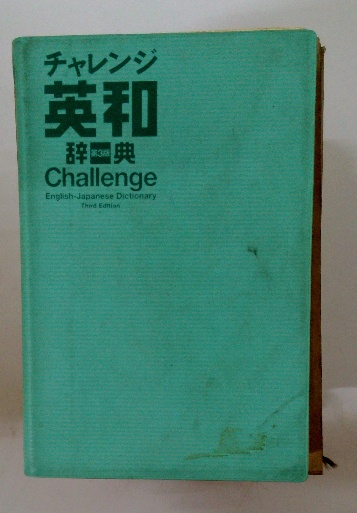 チャレンジ
英和
辞第3版典
Challenge
English-Japanese Dictionary
Third Edition